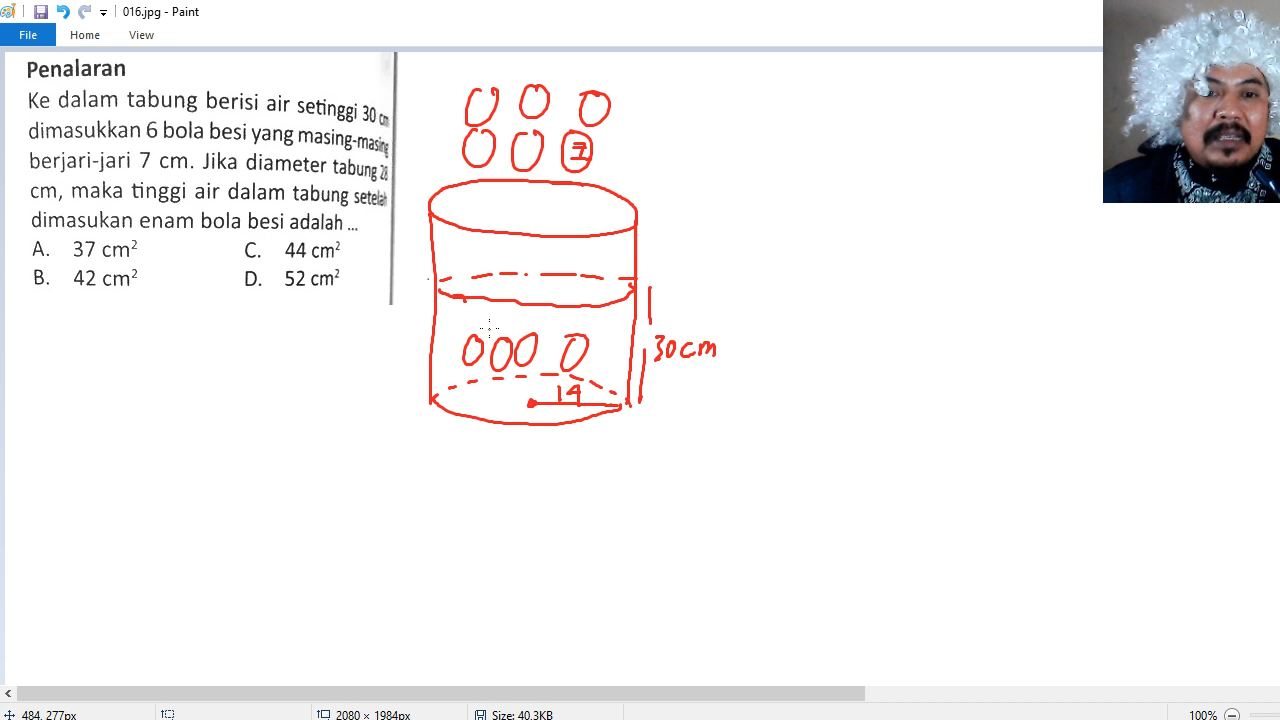 016.jpg - Paint
File Home View
Penalaran
Ke dalam tabung berisi air setinggi 30 cm
dimasukkan 6 bola besi yang masing-masing
berjari-jari 7 cm. Jika diameter tabung 28
cm, maka tinggi air dalam tabung setelah
dimasukan enam bola besi adalah ...
A. 37 cm² C. 44 cm²
B. 42 cm² D. 52 cm²
7
30cm
14
484, 277px 2080 × 1984px Size: 40.3KB 100%